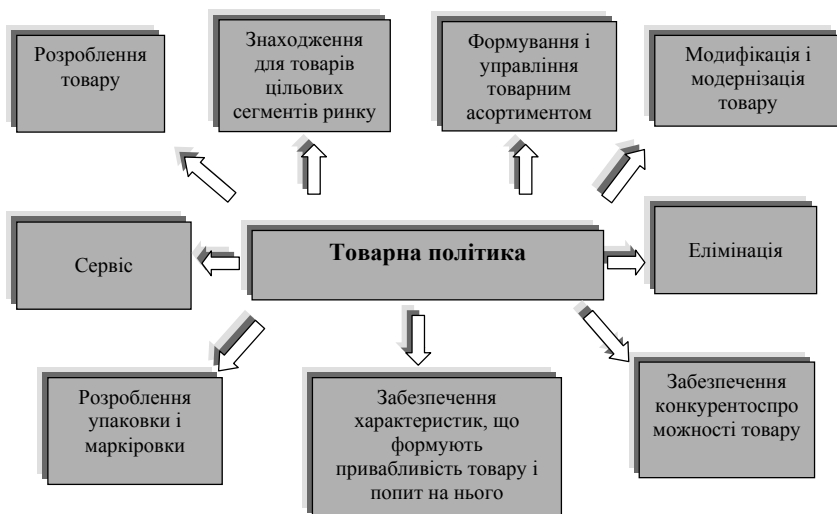 Розроблення
товару
Знаходження
для товарів
цільових
сегментів ринку
Формування і
управління
товарним
асортиментом
Модифікація і
модернізація
товару
Сервіс
Товарна політика
Елімінація
Розроблення
упаковки і
маркіровки
Забезпечення
характеристик, що
формують
привабливість товару і
попит на нього
Забезпечення
конкурентоспро
можності товару